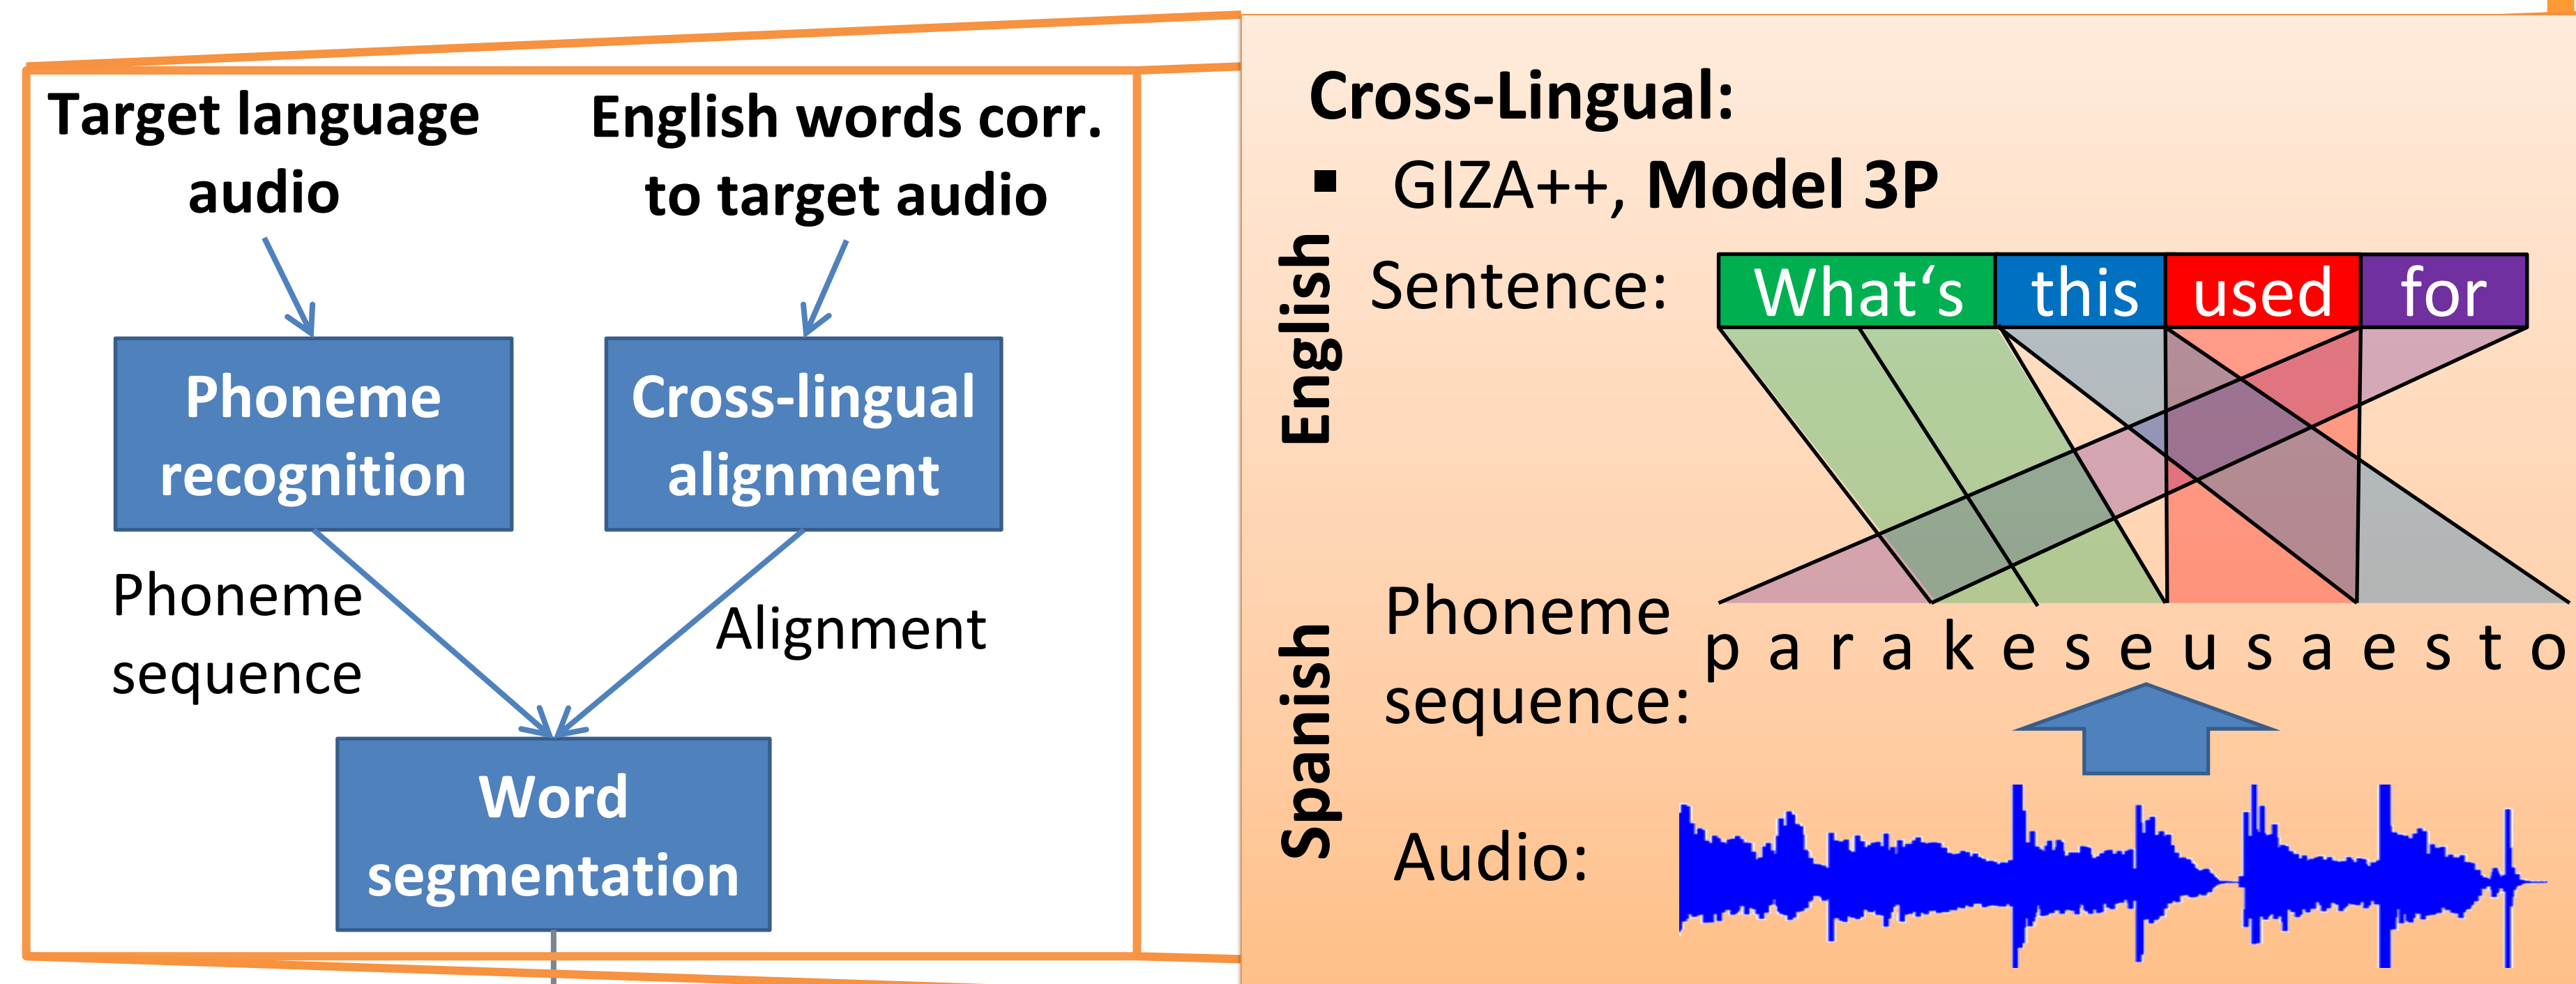 Target language
audio
English words corr.
to target audio
Phoneme
recognition
Cross-lingual
alignment
Phoneme
sequence
Alignment
Word
segmentation
Cross-Lingual:
▪ GIZA++, Model 3P
English
Sentence:
What‘s this used for
Spanish
Phoneme
sequence:
p a r a k e s e u s a e s t o
Audio: